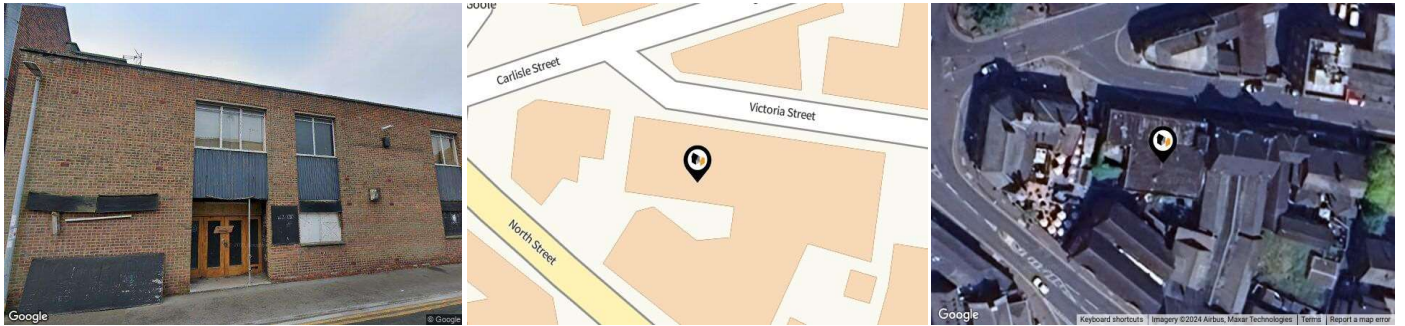 Google
© Google
Goole
Carlisle Street
Victoria Street
North Street
Google
Keyboard shortcuts
Imagery ©2024 Airbus, Maxar Technologies
Terms
Report a map error